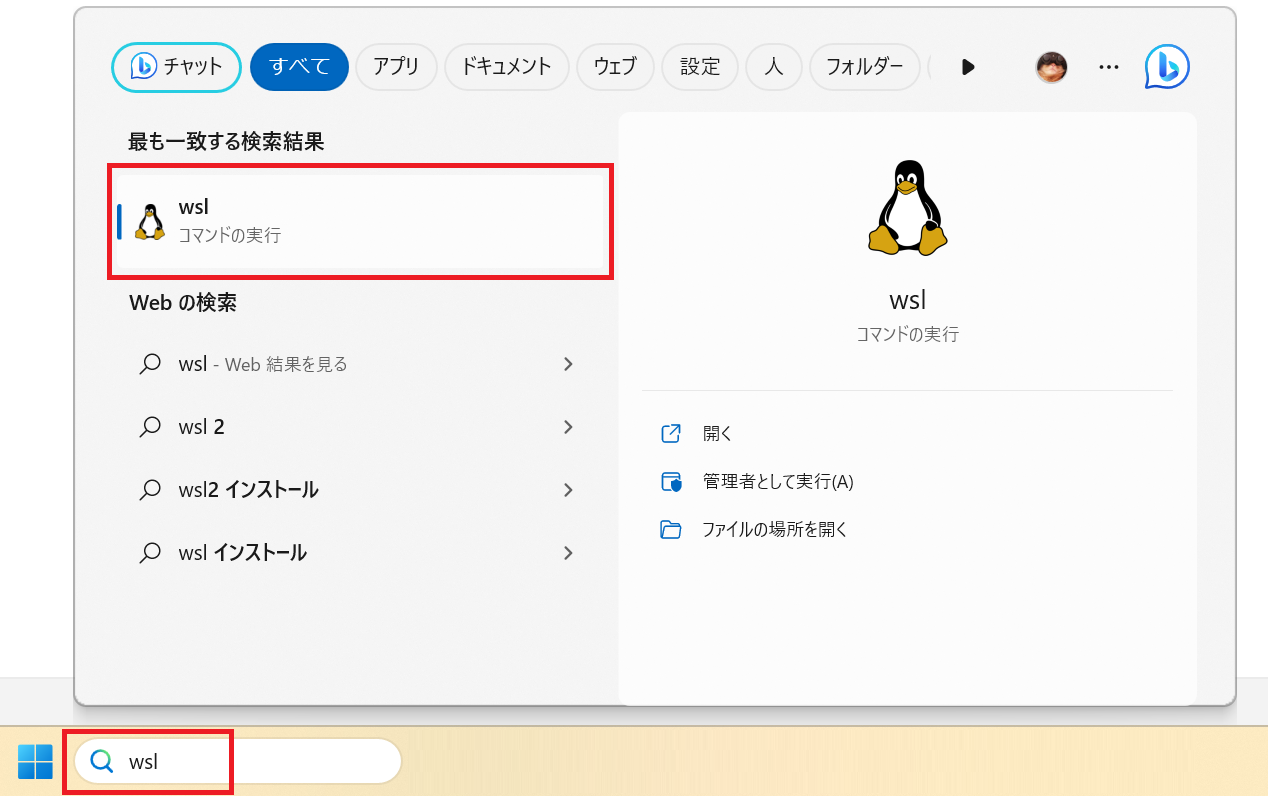 チャット すべて アプリ ドキュメント ウェブ 設定 人 フォルダー
最も一致する検索結果
wsl
コマンドの実行
Web の検索
wsl - Web 結果を見る
wsl 2
wsl2 インストール
wsl インストール
wsl
コマンドの実行
開く
管理者として実行(A)
ファイルの場所を開く
wsl